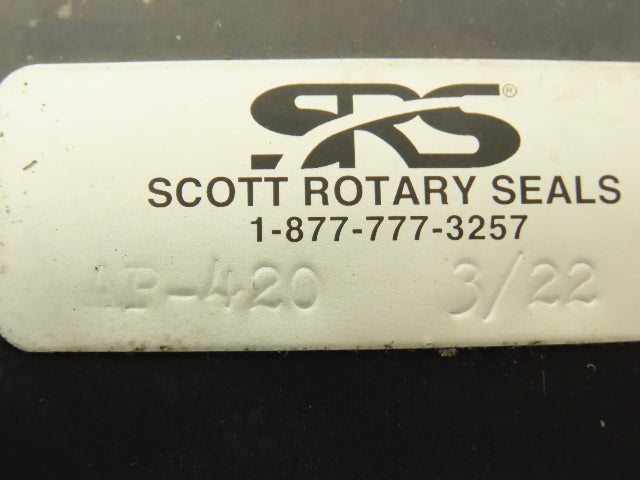 SRS®
SCOTT ROTARY SEALS
1-877-777-3257
AP-420 3/22